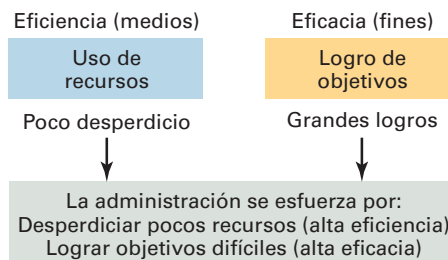 Eficiencia (medios)
Eficacia (fines)
Uso de
recursos
Logro de
objetivos
Poco desperdicio
Grandes logros
La administración se esfuerza por:
Desperdiciar pocos recursos (alta eficiencia)
Lograr objetivos difíciles (alta eficacia)